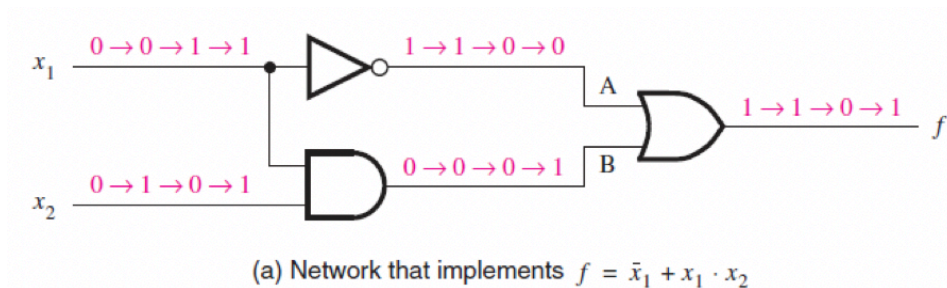 0→0→1→1
1→1→0→0
x₁
A
1→1→0→1
f
0→0→0→1
B
0→1→0→1
x₂
(a) Network that implements f = x̄₁ + x₁ · x₂